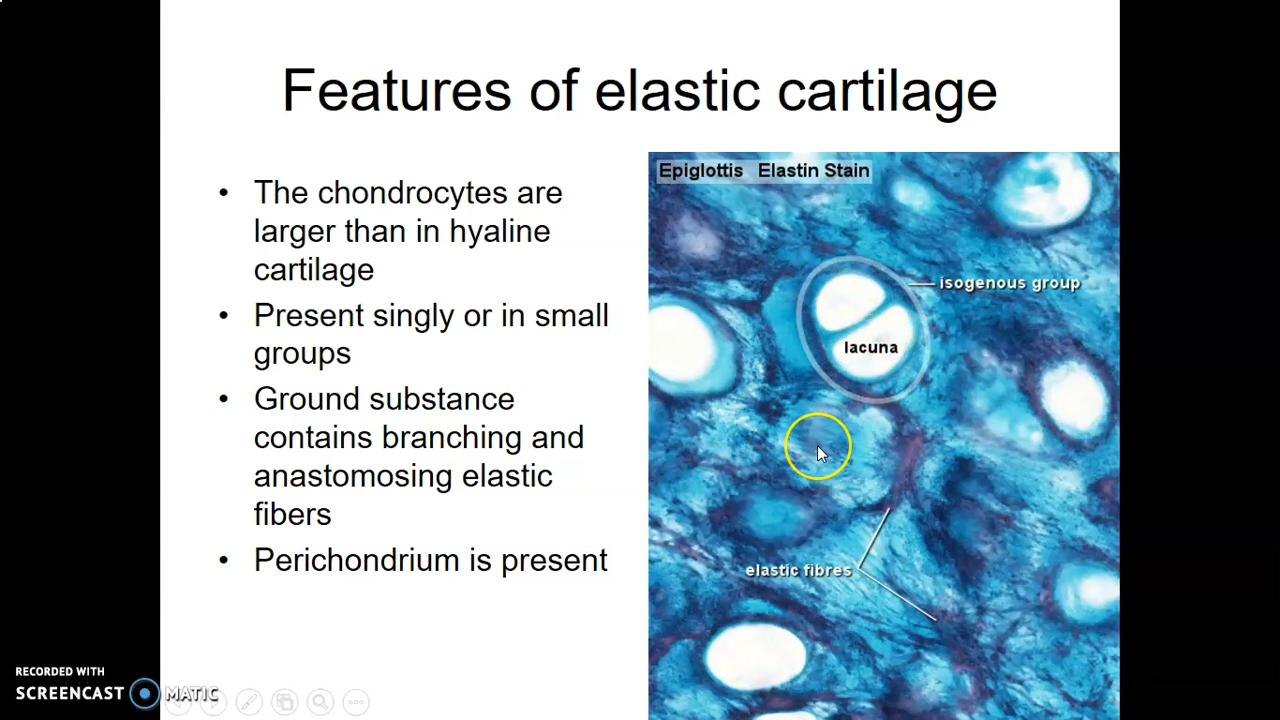 Features of elastic cartilage
• The chondrocytes are
larger than in hyaline
cartilage
• Present singly or in small
groups
• Ground substance
contains branching and
anastomosing elastic
fibers
• Perichondrium is present
Epiglottis Elastin Stain
isogenous group
lacuna
elastic fibres
RECORDED WITH
SCREENCAST MATIC